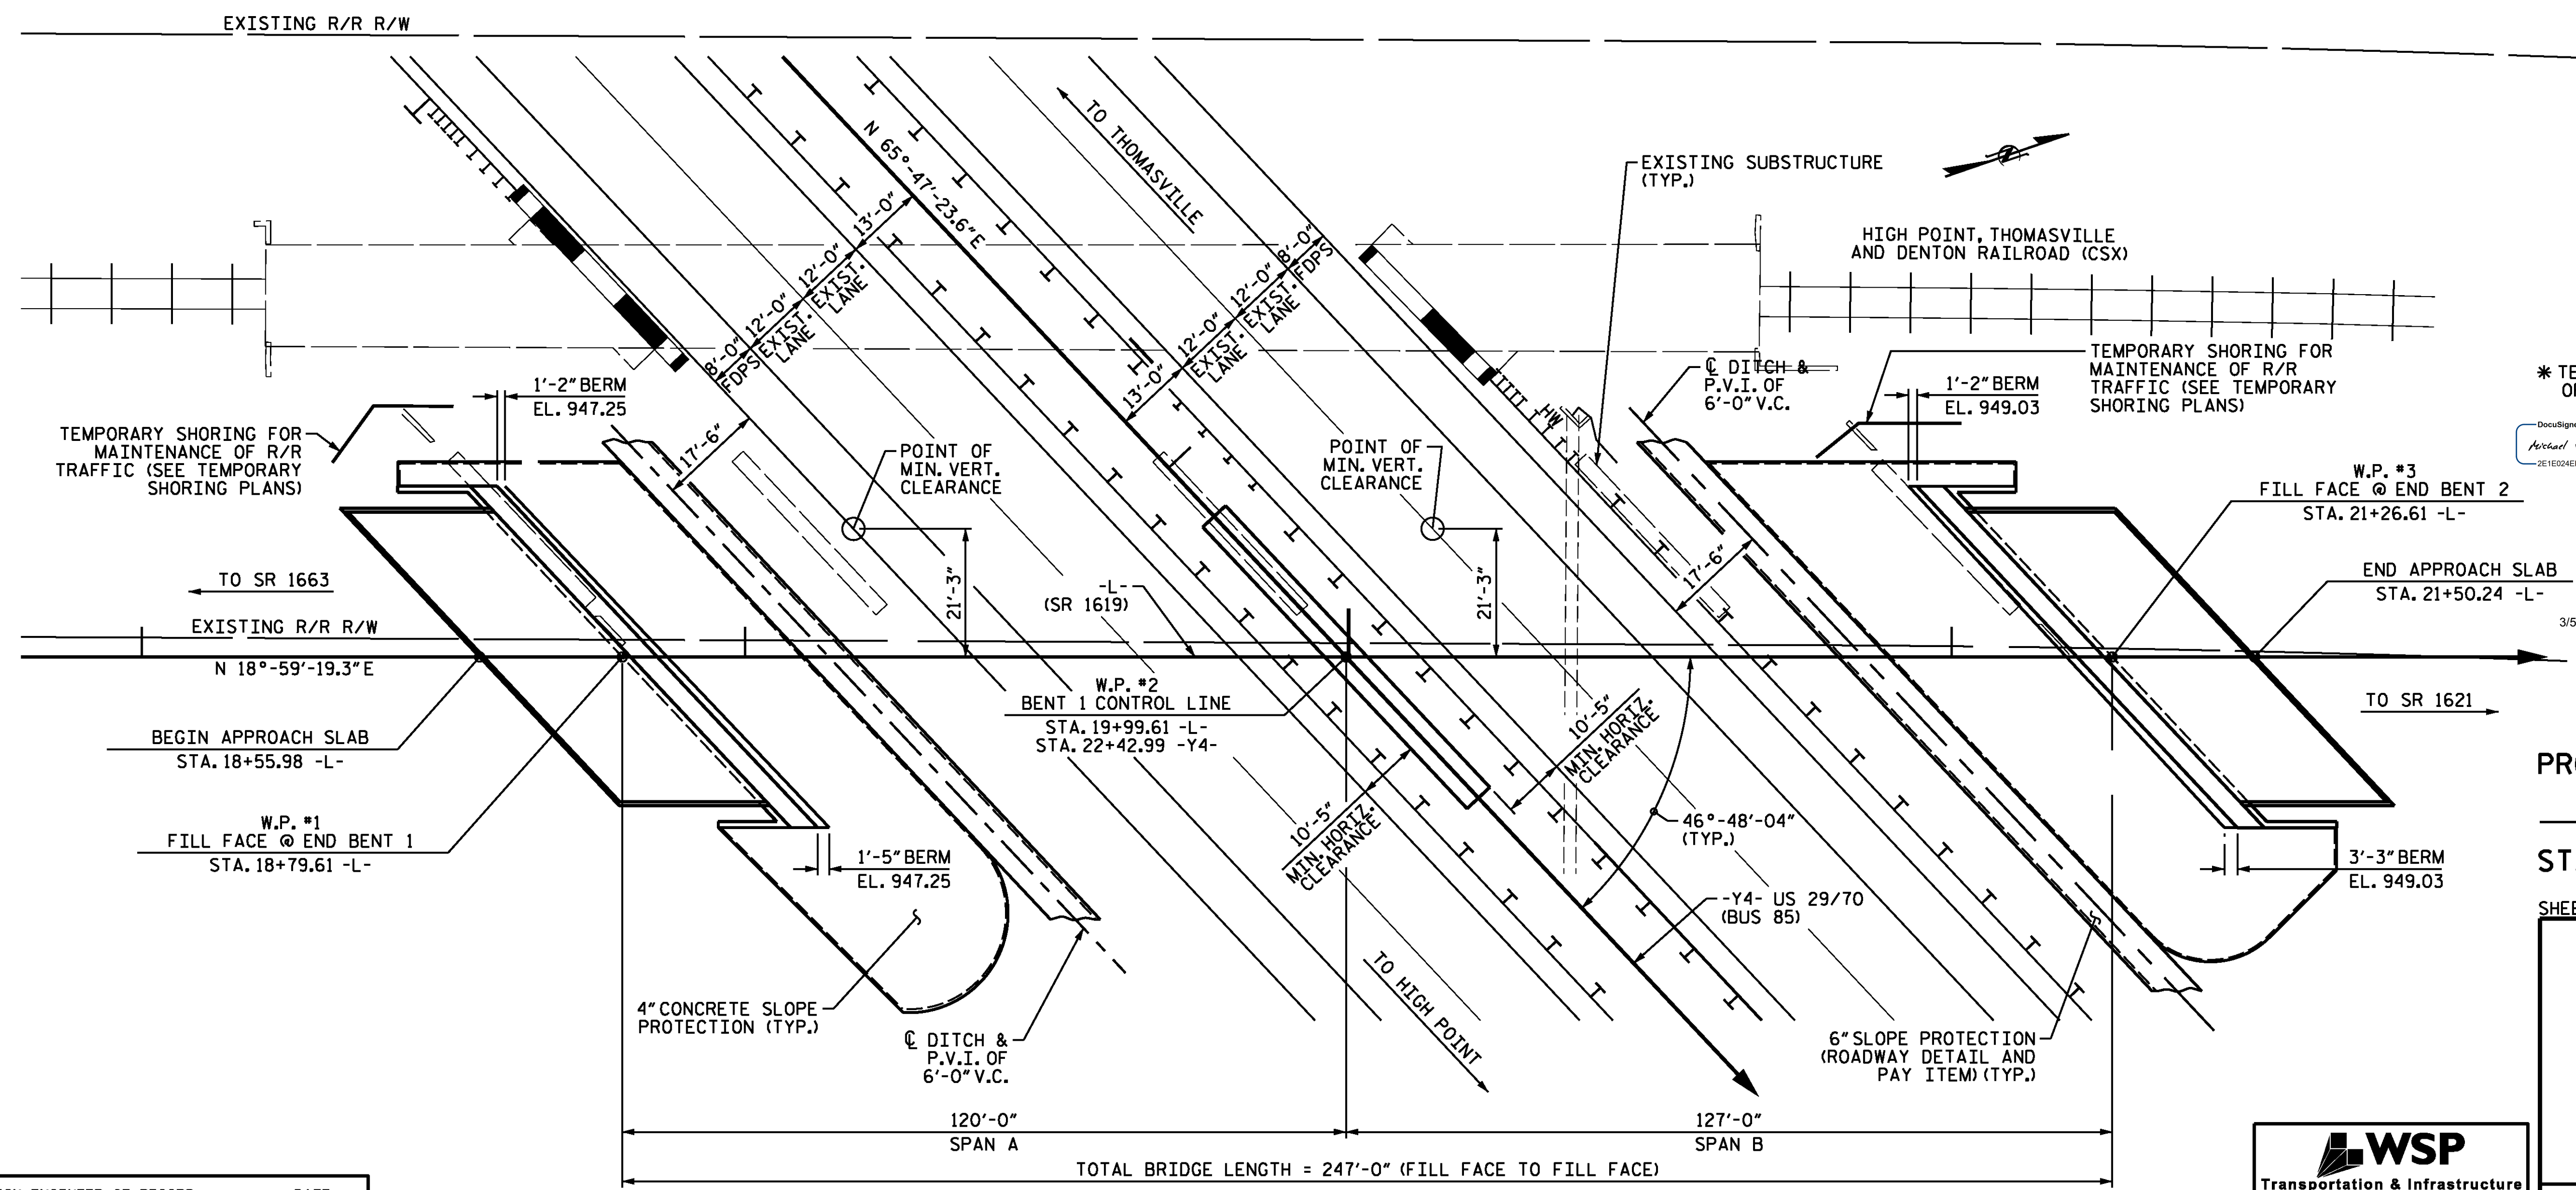 EXISTING R/R R/W
TO THOMASVILLE
N 65°-47'-23.6"E
EXISTING SUBSTRUCTURE
(TYP.)
HIGH POINT, THOMASVILLE
AND DENTON RAILROAD (CSX)
8'-0"
12'-0"
12'-0"
13'-0"
FDPS
EXIST.
LANE
EXIST.
LANE
13'-0"
12'-0"
12'-0"
8'-0"
EXIST.
LANE
EXIST.
LANE
FDPS
1'-2" BERM
EL. 947.25
TEMPORARY SHORING FOR
MAINTENANCE OF R/R
TRAFFIC (SEE TEMPORARY
SHORING PLANS)
17'-6"
POINT OF
MIN. VERT.
CLEARANCE
POINT OF
MIN. VERT.
CLEARANCE
HW
℄ DITCH &
P.V.I. OF
6'-0" V.C.
1'-2" BERM
EL. 949.03
TEMPORARY SHORING FOR
MAINTENANCE OF R/R
TRAFFIC (SEE TEMPORARY
SHORING PLANS)
* TE
DocuSigne
Michael
W.P. #3
FILL FACE @ END BENT 2
STA. 21+26.61 -L-
17'-6"
TO SR 1663
21'-3"
-L-
(SR 1619)
21'-3"
END APPROACH SLAB
STA. 21+50.24 -L-
3/5
EXISTING R/R R/W
N 18°-59'-19.3"E
TO SR 1621
W.P. #2
BENT 1 CONTROL LINE
STA. 19+99.61 -L-
STA. 22+42.99 -Y4-
BEGIN APPROACH SLAB
STA. 18+55.98 -L-
10'-5"
MIN. HORIZ.
CLEARANCE
10'-5"
MIN. HORIZ.
CLEARANCE
46°-48'-04"
(TYP.)
W.P. #1
FILL FACE @ END BENT 1
STA. 18+79.61 -L-
1'-5" BERM
EL. 947.25
3'-3" BERM
EL. 949.03
PR
ST
SHEE
-Y4- US 29/70
(BUS 85)
TO HIGH POINT
4" CONCRETE SLOPE
PROTECTION (TYP.)
℄ DITCH &
P.V.I. OF
6'-0" V.C.
6" SLOPE PROTECTION
(ROADWAY DETAIL AND
PAY ITEM) (TYP.)
120'-0"
SPAN A
127'-0"
SPAN B
TOTAL BRIDGE LENGTH = 247'-0" (FILL FACE TO FILL FACE)
WSP
Transportation & Infrastructure